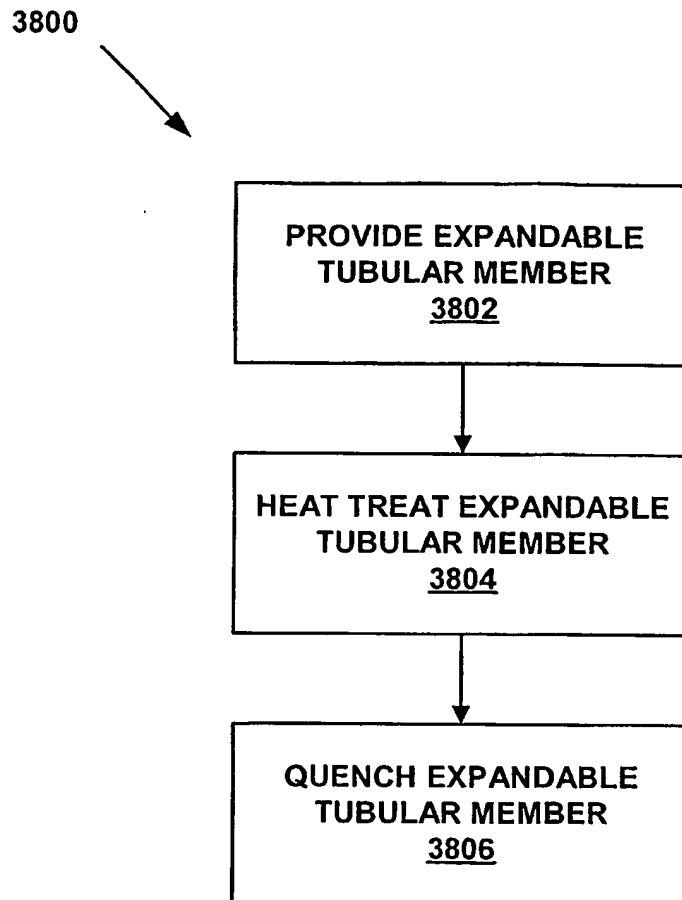 3800
PROVIDE EXPANDABLE
TUBULAR MEMBER
3802
HEAT TREAT EXPANDABLE
TUBULAR MEMBER
3804
QUENCH EXPANDABLE
TUBULAR MEMBER
3806